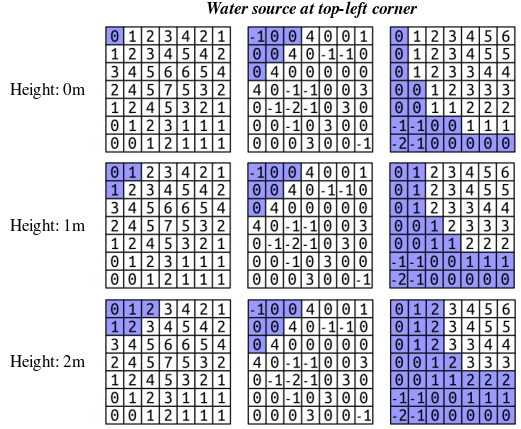 Water source at top-left corner
0 1 2 3 4 2 1 -1 0 0 4 0 0 1 0 1 2 3 4 5 6
1 2 3 4 5 4 2 0 0 4 0 -1 -1 0 0 1 2 3 4 5 5
3 4 5 6 6 5 4 0 4 0 0 0 0 0 0 1 2 3 3 4 4
Height: 0m 2 4 5 7 5 3 2 4 0 -1 -1 0 0 3 0 0 1 2 3 3 3
1 2 4 5 3 2 1 0 -1 -2 -1 0 3 0 0 0 1 1 2 2 2
0 1 2 3 1 1 1 0 0 -1 0 3 0 0 -1 -1 0 0 1 1 1
0 0 1 2 1 1 1 0 0 0 3 0 0 -1 -2 -1 0 0 0 0 0
0 1 2 3 4 2 1 -1 0 0 4 0 0 1 0 1 2 3 4 5 6
1 2 3 4 5 4 2 0 0 4 0 -1 -1 0 0 1 2 3 4 5 5
3 4 5 6 6 5 4 0 4 0 0 0 0 0 0 1 2 3 3 4 4
Height: 1m 2 4 5 7 5 3 2 4 0 -1 -1 0 0 3 0 0 1 2 3 3 3
1 2 4 5 3 2 1 0 -1 -2 -1 0 3 0 0 0 1 1 2 2 2
0 1 2 3 1 1 1 0 0 -1 0 3 0 0 -1 -1 0 0 1 1 1
0 0 1 2 1 1 1 0 0 0 3 0 0 -1 -2 -1 0 0 0 0 0
0 1 2 3 4 2 1 -1 0 0 4 0 0 1 0 1 2 3 4 5 6
1 2 3 4 5 4 2 0 0 4 0 -1 -1 0 0 1 2 3 4 5 5
3 4 5 6 6 5 4 0 4 0 0 0 0 0 0 1 2 3 3 4 4
Height: 2m 2 4 5 7 5 3 2 4 0 -1 -1 0 0 3 0 0 1 2 3 3 3
1 2 4 5 3 2 1 0 -1 -2 -1 0 3 0 0 0 1 1 2 2 2
0 1 2 3 1 1 1 0 0 -1 0 3 0 0 -1 -1 0 0 1 1 1
0 0 1 2 1 1 1 0 0 0 3 0 0 -1 -2 -1 0 0 0 0 0